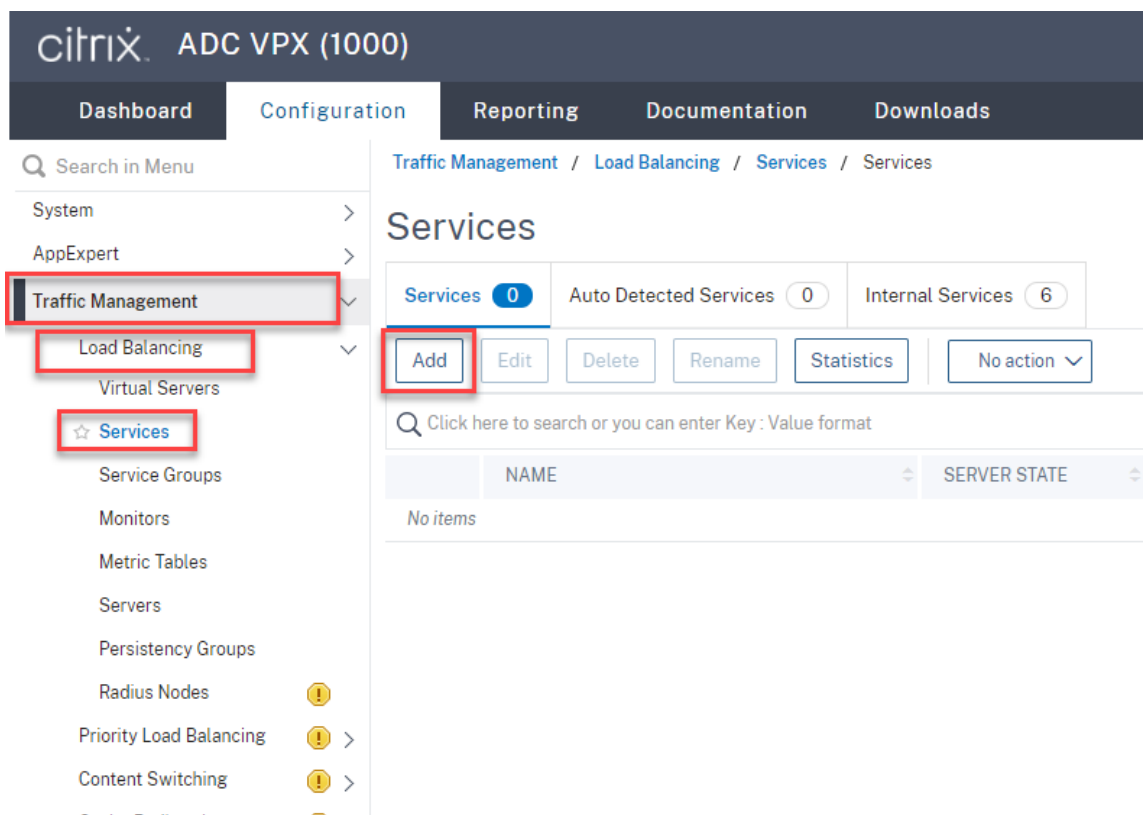 citrix. ADC VPX (1000)
Dashboard Configuration Reporting Documentation Downloads
Search in Menu
System
AppExpert
Traffic Management
Load Balancing
Virtual Servers
Services
Service Groups
Monitors
Metric Tables
Servers
Persistency Groups
Radius Nodes
Priority Load Balancing
Content Switching
Traffic Management / Load Balancing / Services / Services
Services
Services 0 Auto Detected Services 0 Internal Services 6
Add Edit Delete Rename Statistics No action
Click here to search or you can enter Key : Value format
NAME SERVER STATE
No items